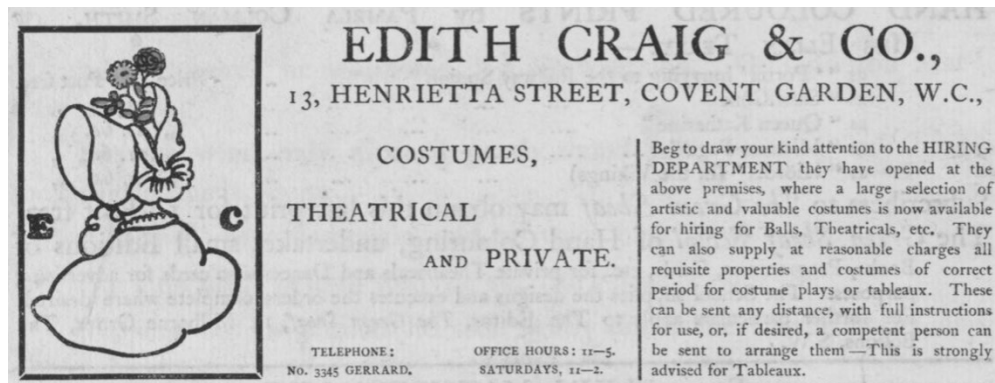 EDITH CRAIG & CO.,
13, HENRIETTA STREET, COVENT GARDEN, W.C.,
E C
COSTUMES,
THEATRICAL
AND PRIVATE.
TELEPHONE:
No. 3345 GERRARD.
OFFICE HOURS: 11—5.
SATURDAYS, 11—2.
Beg to draw your kind attention to the HIRING
DEPARTMENT they have opened at the
above premises, where a large selection of
artistic and valuable costumes is now available
for hiring for Balls, Theatricals, etc. They
can also supply at reasonable charges all
requisite properties and costumes of correct
period for costume plays or tableaux. These
can be sent any distance, with full instructions
for use, or, if desired, a competent person can
be sent to arrange them—This is strongly
advised for Tableaux.